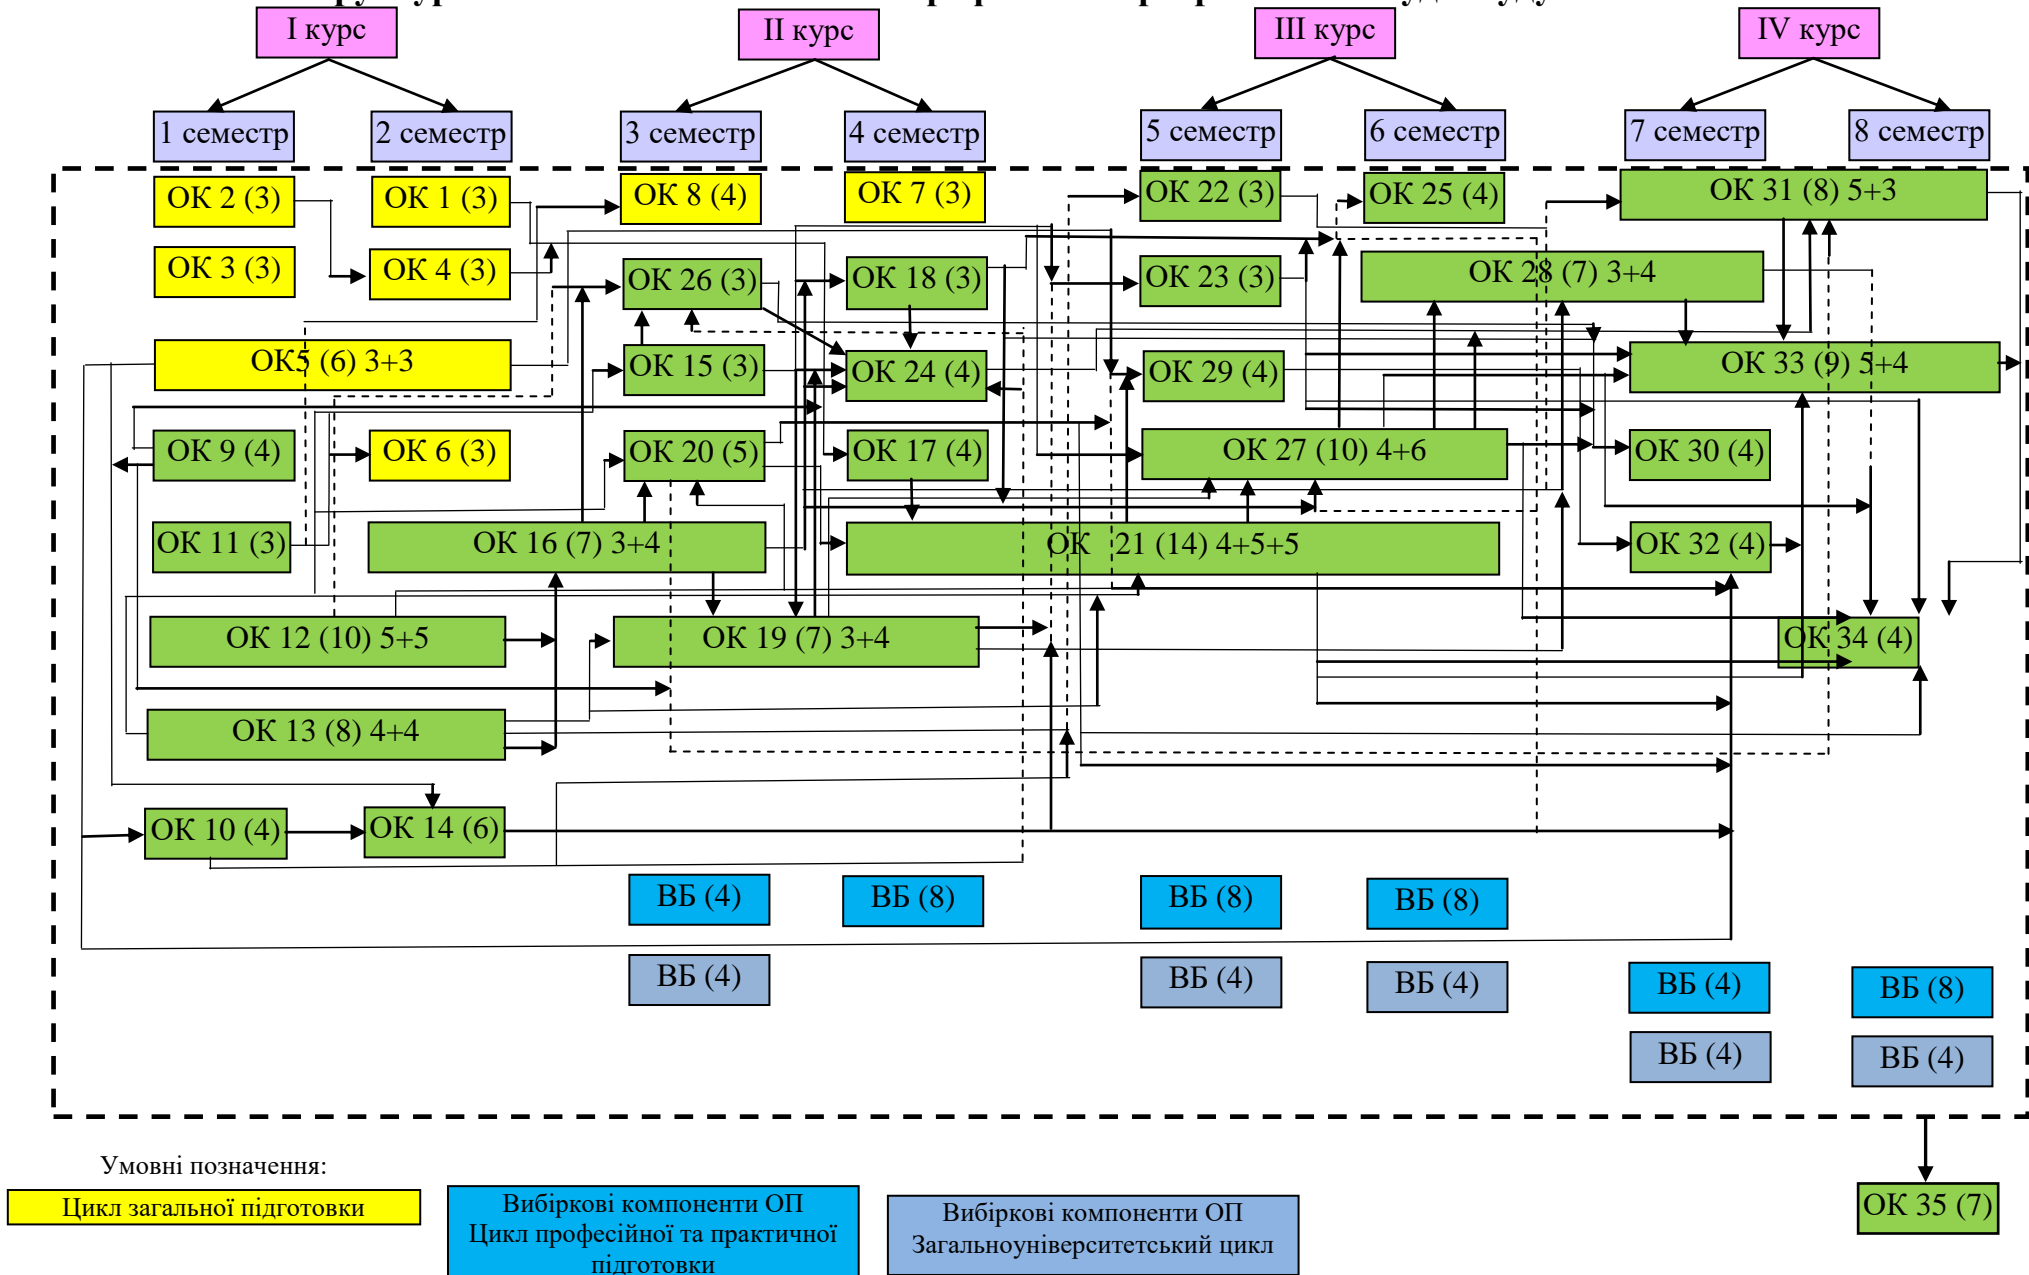 І курс
ІІ курс
ІІІ курс
IV курс
1 семестр
2 семестр
3 семестр
4 семестр
5 семестр
6 семестр
7 семестр
8 семестр
ОК 2 (3)
ОК 1 (3)
ОК 8 (4)
ОК 7 (3)
ОК 22 (3)
ОК 25 (4)
ОК 31 (8) 5+3
ОК 3 (3)
ОК 4 (3)
ОК 26 (3)
ОК 18 (3)
ОК 23 (3)
ОК 28 (7) 3+4
ОК5 (6) 3+3
ОК 15 (3)
ОК 24 (4)
ОК 29 (4)
ОК 33 (9) 5+4
ОК 9 (4)
ОК 6 (3)
ОК 20 (5)
ОК 17 (4)
ОК 27 (10) 4+6
ОК 30 (4)
ОК 11 (3)
ОК 16 (7) 3+4
ОК 21 (14) 4+5+5
ОК 32 (4)
ОК 12 (10) 5+5
ОК 19 (7) 3+4
ОК 34 (4)
ОК 13 (8) 4+4
ОК 10 (4)
ОК 14 (6)
ВБ (4)
ВБ (8)
ВБ (8)
ВБ (8)
ВБ (4)
ВБ (4)
ВБ (4)
ВБ (4)
ВБ (8)
ВБ (4)
ВБ (4)
Умовні позначення:
Цикл загальної підготовки
Вибіркові компоненти ОП
Цикл професійної та практичної
підготовки
Вибіркові компоненти ОП
Загальноуніверситетський цикл
ОК 35 (7)